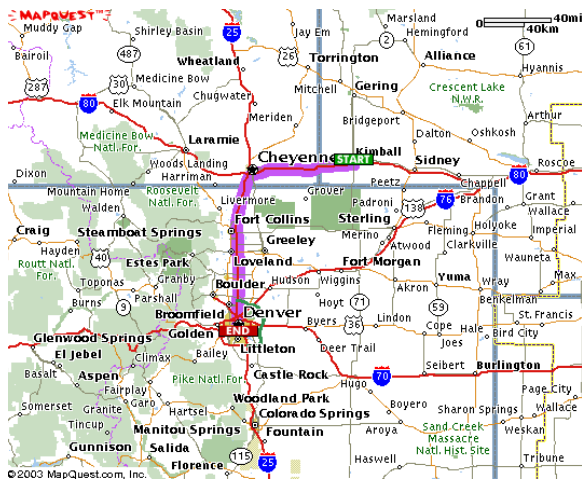 MAPQUEST
40mi
40km
Muddy Gap
Shirley Basin
25
Jay Em
Marsland
Hemingford
2
61
Bairoil
487
Wheatland
26
Torrington
Alliance
Hyannis
287
30
Medicine Bow
Mitchell
Gering
Crescent Lake
N.W.R.
80
Elk Mountain
Chugwater
Bridgeport
Arthur
Meriden
Medicine Bow
Natl. For.
Laramie
Dalton
Oshkosh
Cheyenne
START
Kimball
Sidney
Roscoe
Dixon
Woods Landing
Harriman
Peetz
Chappell
80
Mountain Home
Roosevelt
Natl. For.
Livermore
Grover
Padroni
76
Brandon
Grant
Walden
138
Wallace
Craig
Steamboat Springs
Fort Collins
Sterling
Fleming
Holyoke
Imperial
Hayden
Greeley
Merino
Atwood
Clarkville
Routt Natl.
For.
40
Estes Park
Loveland
Fort Morgan
Wauneta
Toponas
Granby
Boulder
Hudson
Wiggins
Akron
Yuma
Max
Burns
9
Parshall
Hoyt
71
59
Benkelman
Broomfield
Denver
St. Francis
Glenwood Springs
Golden
END
Byers
36
Lindon
Cope
Hale
Bird City
El Jebel
Climax
Bailey
Littleton
Deer Trail
Joes
Basalt
Aspen
Pike Natl. For.
Castle Rock
70
Seibert
Burlington
Fairplay
Hugo
Page City
Somerset
Granite
Garo
Hartsel
Woodland Park
Boyero
Sharon Springs
Wallace
Tincup
Colorado Springs
Manitou Springs
Aroya
Sand Creek
Massacre
Natl. Hist. Site
Weskan
Gunnison
Salida
Fountain
Florence
115
25
Haswell
Tribune
©2003 MapQuest.com, Inc.